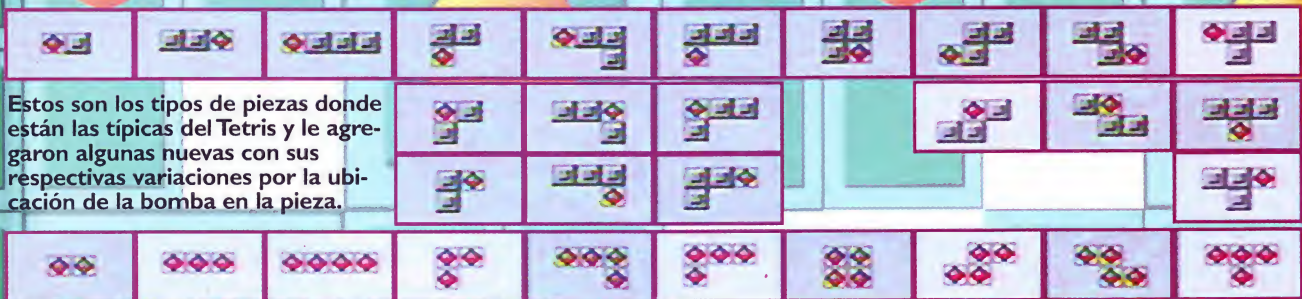 Estos son los tipos de piezas donde
están las típicas del Tetris y le agre-
garon algunas nuevas con sus
respectivas variaciones por la ubi-
cación de la bomba en la pieza.